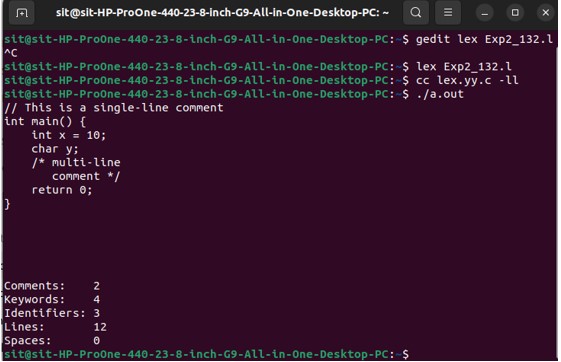 sit@sit-HP-ProOne-440-23-8-inch-G9-All-in-One-Desktop-PC: ~
sit@sit-HP-ProOne-440-23-8-inch-G9-All-in-One-Desktop-PC:~$ gedit lex Exp2_132.l
^C
sit@sit-HP-ProOne-440-23-8-inch-G9-All-in-One-Desktop-PC:~$ lex Exp2_132.l
sit@sit-HP-ProOne-440-23-8-inch-G9-All-in-One-Desktop-PC:~$ cc lex.yy.c -ll
sit@sit-HP-ProOne-440-23-8-inch-G9-All-in-One-Desktop-PC:~$ ./a.out
// This is a single-line comment
int main() {
    int x = 10;
    char y;
    /* multi-line
       comment */
    return 0;
}
Comments:    2
Keywords:    4
Identifiers: 3
Lines:       12
Spaces:      0
sit@sit-HP-ProOne-440-23-8-inch-G9-All-in-One-Desktop-PC:~$